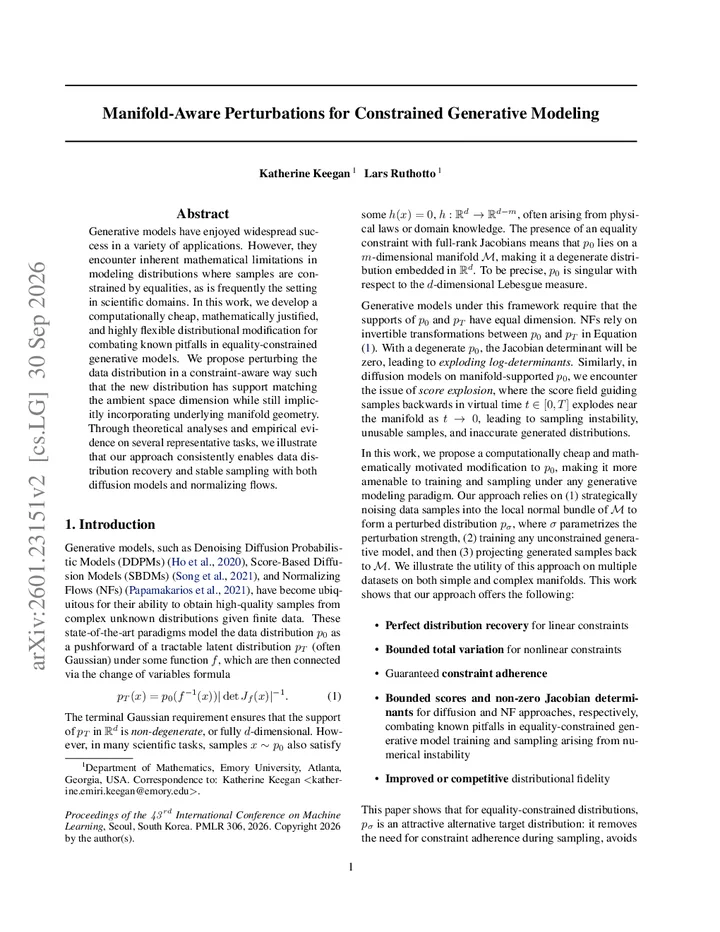 Manifold-Aware Perturbations for Constrained Generative Modeling
Katherine Keegan 1 Lars Ruthotto 1
Abstract
Generative models have enjoyed widespread suc-
cess in a variety of applications. However, they
encounter inherent mathematical limitations in
modeling distributions where samples are con-
strained by equalities, as is frequently the setting
in scientific domains. In this work, we develop a
computationally cheap, mathematically justified,
and highly flexible distributional modification for
combating known pitfalls in equality-constrained
generative models. We propose perturbing the
data distribution in a constraint-aware way such
that the new distribution has support matching
the ambient space dimension while still implic-
itly incorporating underlying manifold geometry.
Through theoretical analyses and empirical evi-
dence on several representative tasks, we illustrate
that our approach consistently enables data dis-
tribution recovery and stable sampling with both
diffusion models and normalizing flows.
1. Introduction
Generative models, such as Denoising Diffusion Probabilis-
tic Models (DDPMs) (Ho et al., 2020), Score-Based Diffu-
sion Models (SBDMs) (Song et al., 2021), and Normalizing
Flows (NFs) (Papamakarios et al., 2021), have become ubiq-
uitous for their ability to obtain high-quality samples from
complex unknown distributions given finite data. These
state-of-the-art paradigms model the data distribution p₀ as
a pushforward of a tractable latent distribution p_T (often
Gaussian) under some function f, which are then connected
via the change of variables formula
p_T(x) = p₀(f⁻¹(x))| det J_f(x)|⁻¹. (1)
The terminal Gaussian requirement ensures that the support
of p_T in ℝᵈ is non-degenerate, or fully d-dimensional. How-
ever, in many scientific tasks, samples x ∼ p₀ also satisfy
1Department of Mathematics, Emory University, Atlanta,
Georgia, USA. Correspondence to: Katherine Keegan <kather-
ine.emiri.keegan@emory.edu>.
Proceedings of the 43rd International Conference on Machine
Learning, Seoul, South Korea. PMLR 306, 2026. Copyright 2026
by the author(s).
some h(x) = 0, h : ℝᵈ → ℝᵈ⁻ᵐ, often arising from physi-
cal laws or domain knowledge. The presence of an equality
constraint with full-rank Jacobians means that p₀ lies on a
m-dimensional manifold ℳ, making it a degenerate distri-
bution embedded in ℝᵈ. To be precise, p₀ is singular with
respect to the d-dimensional Lebesgue measure.
Generative models under this framework require that the
supports of p₀ and p_T have equal dimension. NFs rely on
invertible transformations between p₀ and p_T in Equation
(1). With a degenerate p₀, the Jacobian determinant will be
zero, leading to exploding log-determinants. Similarly, in
diffusion models on manifold-supported p₀, we encounter
the issue of score explosion, where the score field guiding
samples backwards in virtual time t ∈ [0, T] explodes near
the manifold as t → 0, leading to sampling instability,
unusable samples, and inaccurate generated distributions.
In this work, we propose a computationally cheap and math-
ematically motivated modification to p₀, making it more
amenable to training and sampling under any generative
modeling paradigm. Our approach relies on (1) strategically
noising data samples into the local normal bundle of ℳ to
form a perturbed distribution p_σ, where σ parametrizes the
perturbation strength, (2) training any unconstrained genera-
tive model, and then (3) projecting generated samples back
to ℳ. We illustrate the utility of this approach on multiple
datasets on both simple and complex manifolds. This work
shows that our approach offers the following:
• Perfect distribution recovery for linear constraints
• Bounded total variation for nonlinear constraints
• Guaranteed constraint adherence
• Bounded scores and non-zero Jacobian determi-
nants for diffusion and NF approaches, respectively,
combating known pitfalls in equality-constrained gen-
erative model training and sampling arising from nu-
merical instability
• Improved or competitive distributional fidelity
This paper shows that for equality-constrained distributions,
p_σ is an attractive alternative target distribution: it removes
the need for constraint adherence during sampling, avoids
1
arXiv:2601.23151v2 [cs.LG] 30 Sep 2026